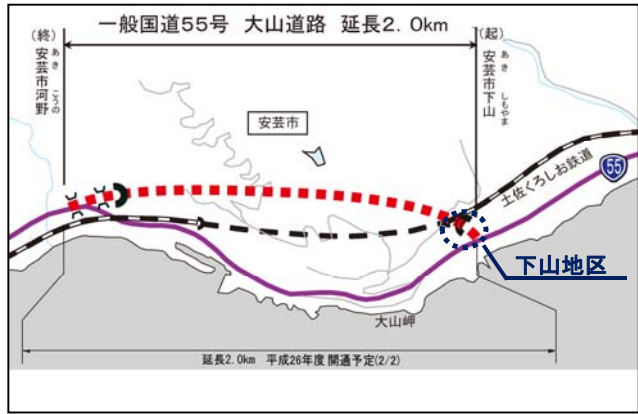 一般国道55号 大山道路 延長2.0km
(終)
安芸市河野
あき
こうの
(起)
安芸市下山
あき
しもやま
安芸市
土佐くろしお鉄道
55
下山地区
大山岬
延長2.0km 平成26年度開通予定(2/2)